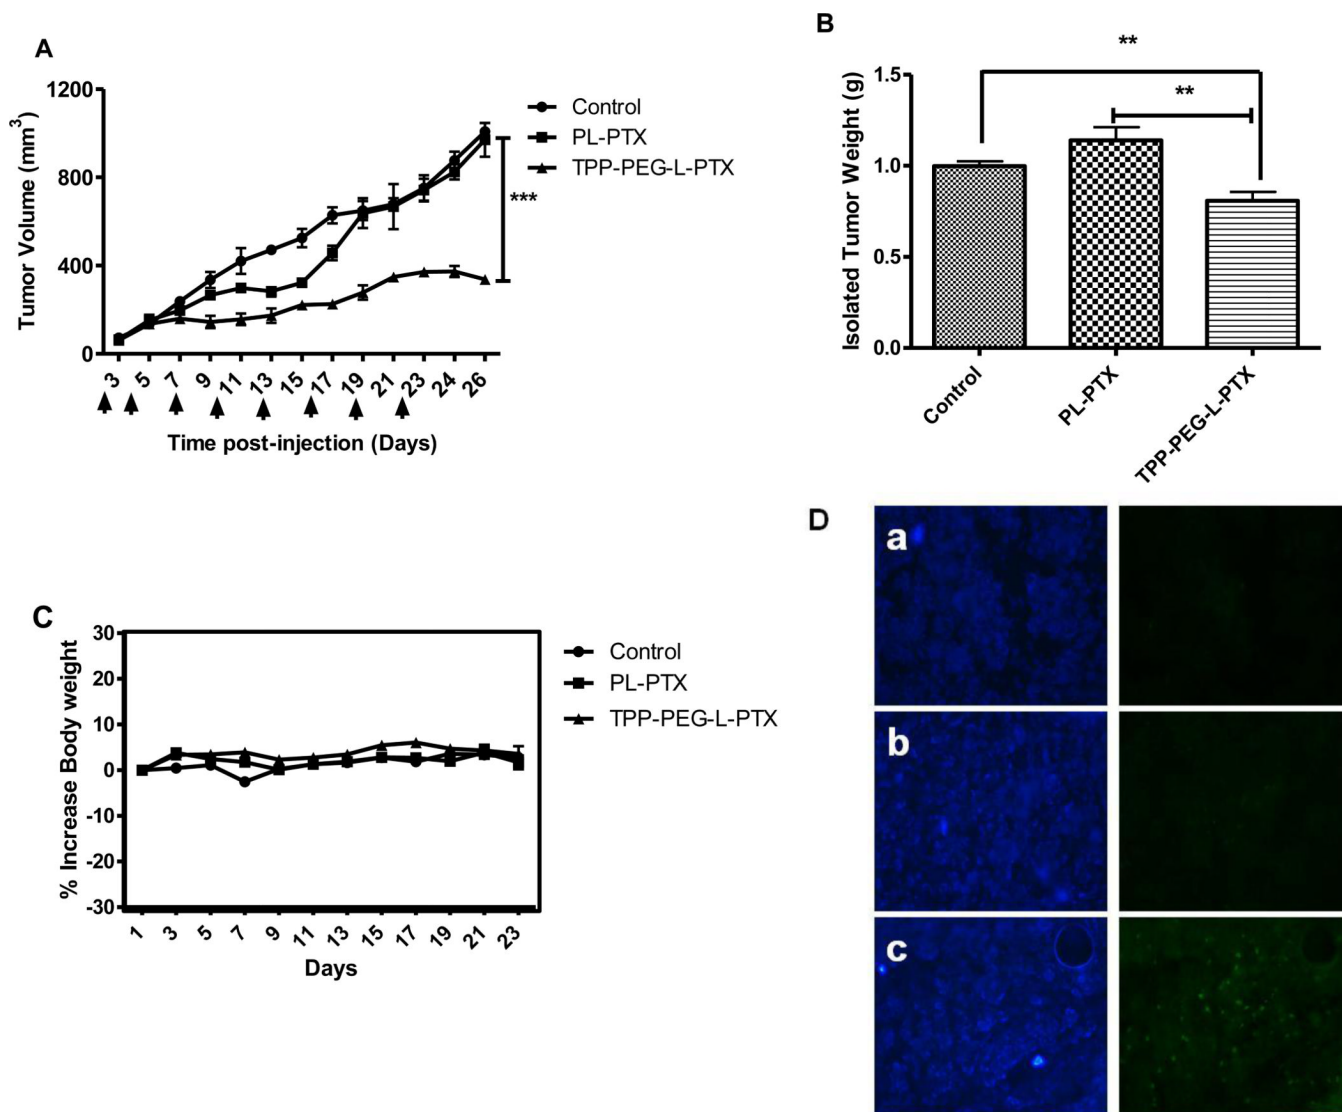 A
Tumor Volume (mm3)
1200
800
400
0
3 5 7 9 11 13 15 17 19 21 23 24 26
Time post-injection (Days)
Control
PL-PTX
TPP-PEG-L-PTX
***
B
Isolated Tumor Weight (g)
1.5
1.0
0.5
0.0
**
**
Control
PL-PTX
TPP-PEG-L-PTX
C
% Increase Body weight
30
20
10
0
-10
-20
-30
1 3 5 7 9 11 13 15 17 19 21 23
Days
Control
PL-PTX
TPP-PEG-L-PTX
D
a
b
c